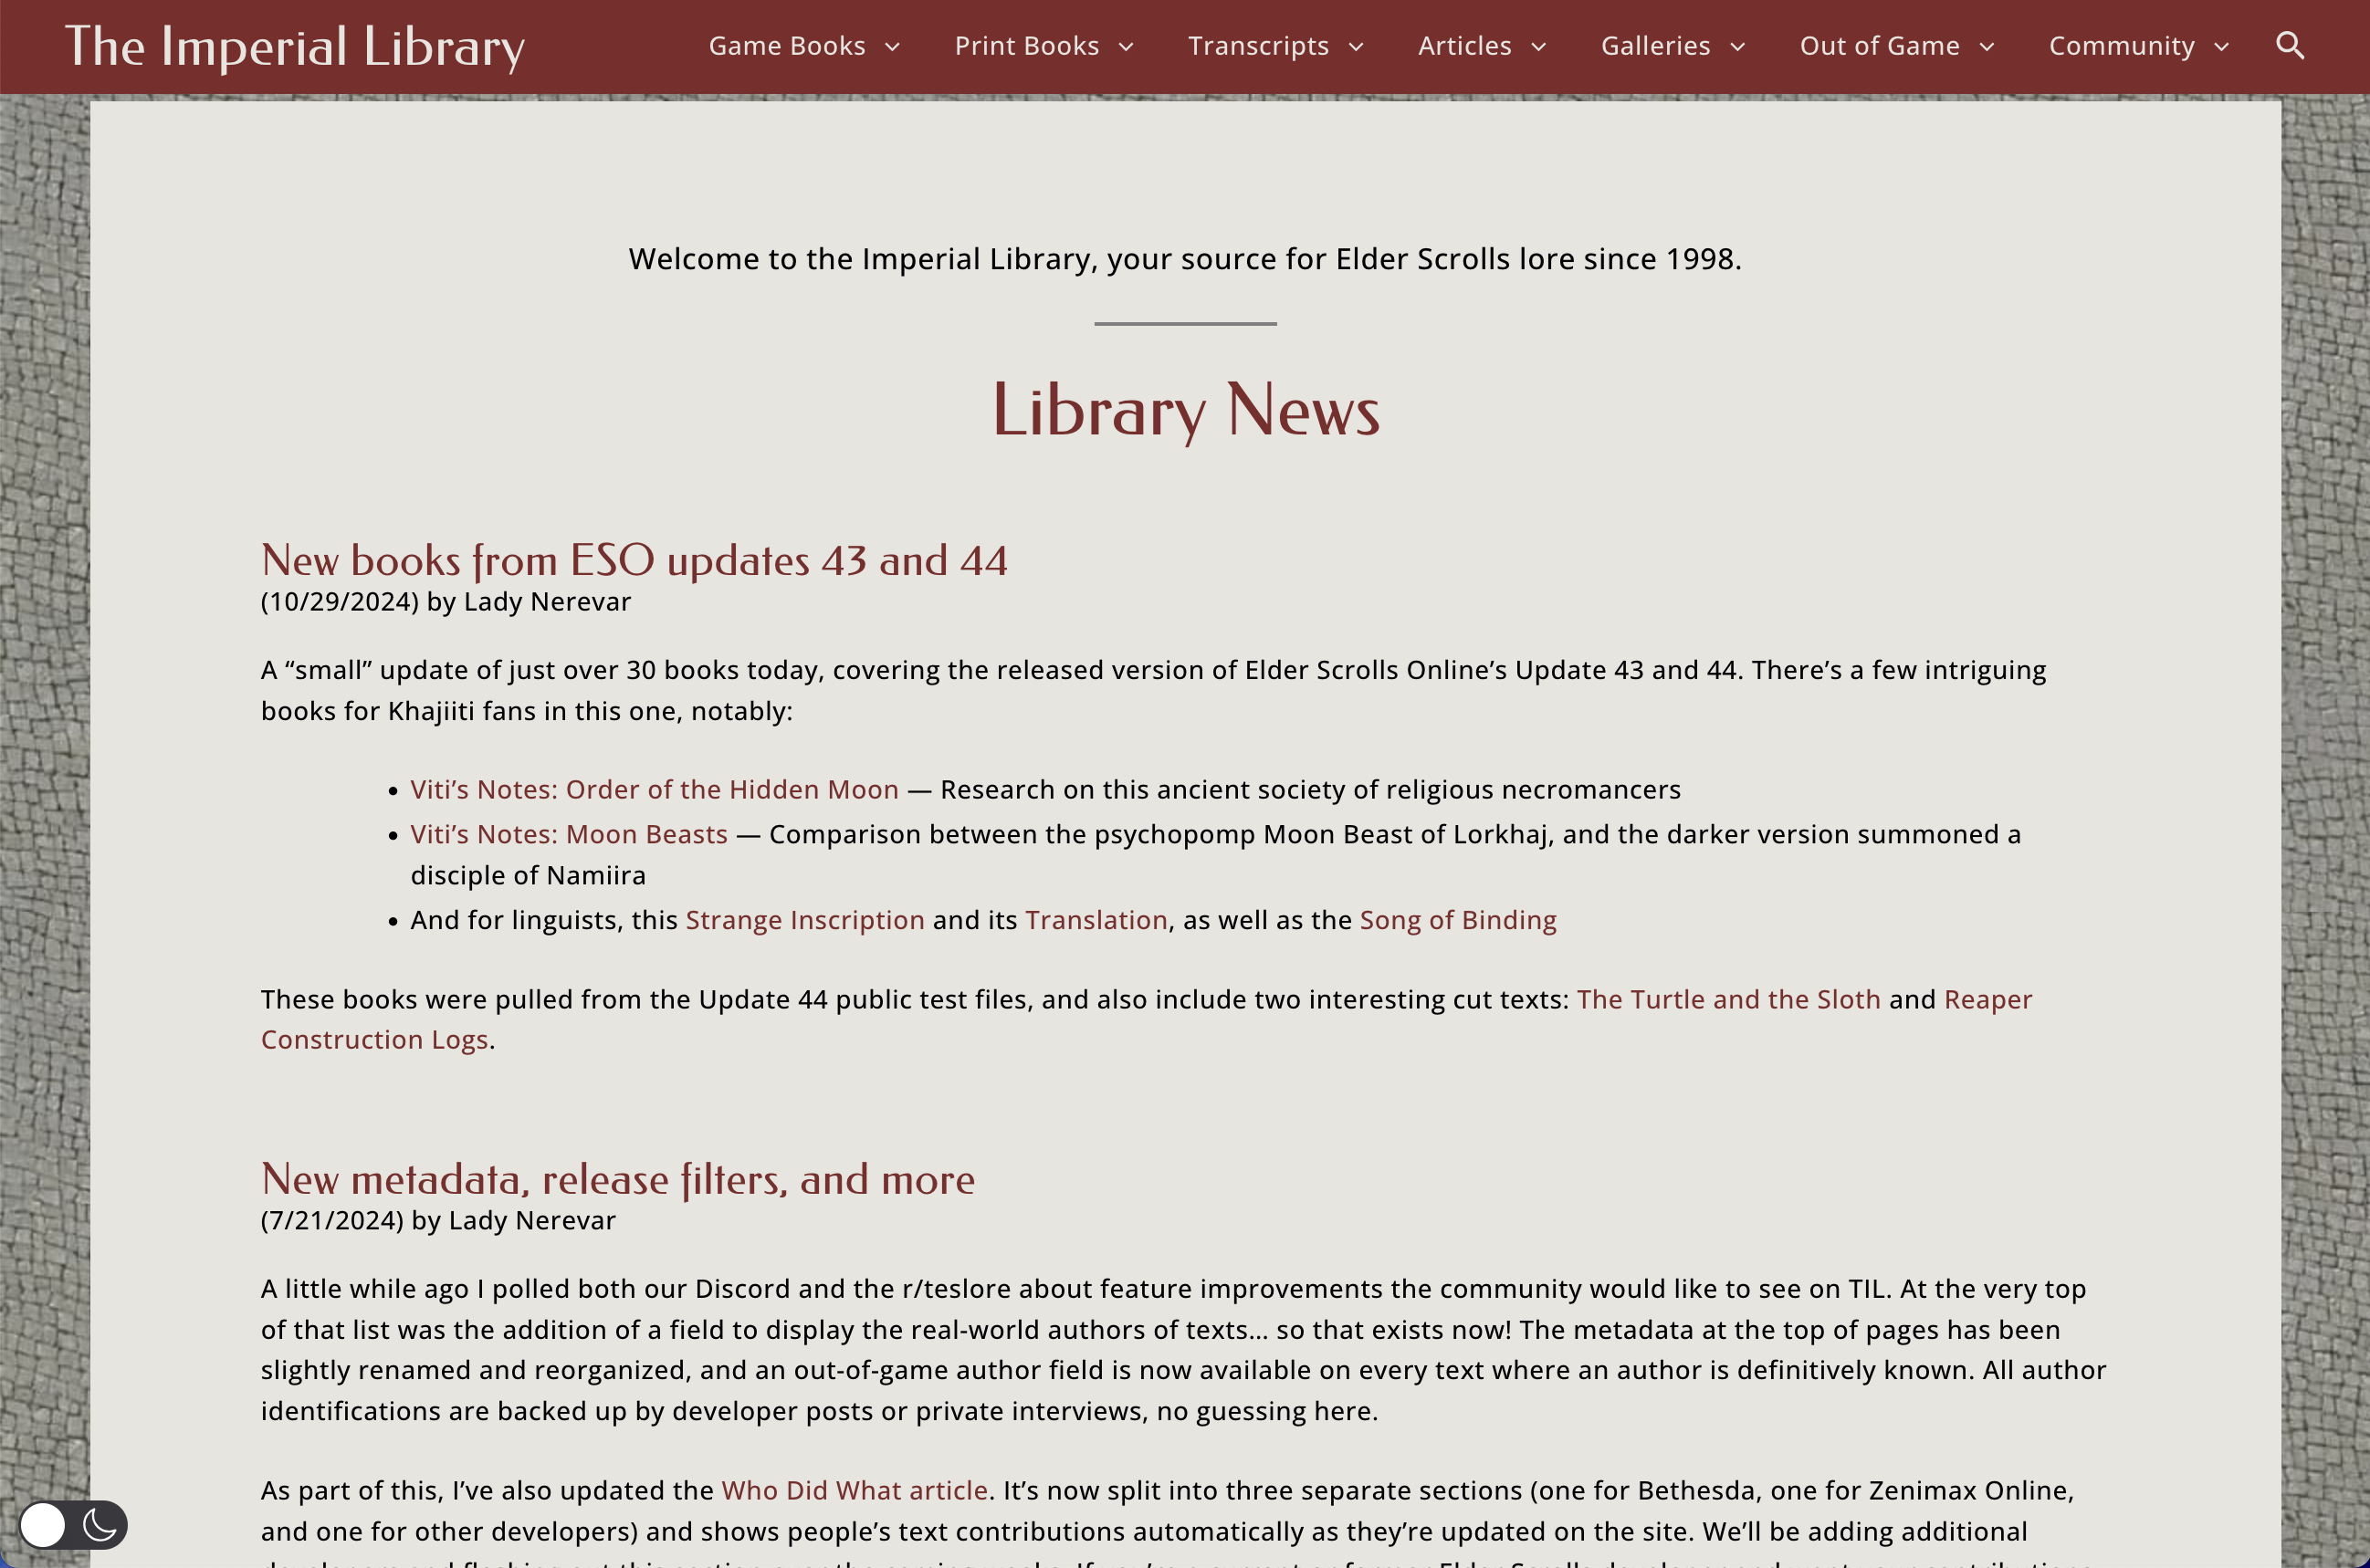 The Imperial Library
Game Books
Print Books
Transcripts
Articles
Galleries
Out of Game
Community
Welcome to the Imperial Library, your source for Elder Scrolls lore since 1998.
Library News
New books from ESO updates 43 and 44
(10/29/2024) by Lady Nerevar
A “small” update of just over 30 books today, covering the released version of Elder Scrolls Online’s Update 43 and 44. There’s a few intriguing
books for Khajiiti fans in this one, notably:
• Viti’s Notes: Order of the Hidden Moon — Research on this ancient society of religious necromancers
• Viti’s Notes: Moon Beasts — Comparison between the psychopomp Moon Beast of Lorkhaj, and the darker version summoned a
disciple of Namiira
• And for linguists, this Strange Inscription and its Translation, as well as the Song of Binding
These books were pulled from the Update 44 public test files, and also include two interesting cut texts: The Turtle and the Sloth and Reaper
Construction Logs.
New metadata, release filters, and more
(7/21/2024) by Lady Nerevar
A little while ago I polled both our Discord and the r/teslore about feature improvements the community would like to see on TIL. At the very top
of that list was the addition of a field to display the real-world authors of texts… so that exists now! The metadata at the top of pages has been
slightly renamed and reorganized, and an out-of-game author field is now available on every text where an author is definitively known. All author
identifications are backed up by developer posts or private interviews, no guessing here.
As part of this, I’ve also updated the Who Did What article. It’s now split into three separate sections (one for Bethesda, one for Zenimax Online,
and one for other developers) and shows people’s text contributions automatically as they’re updated on the site. We’ll be adding additional